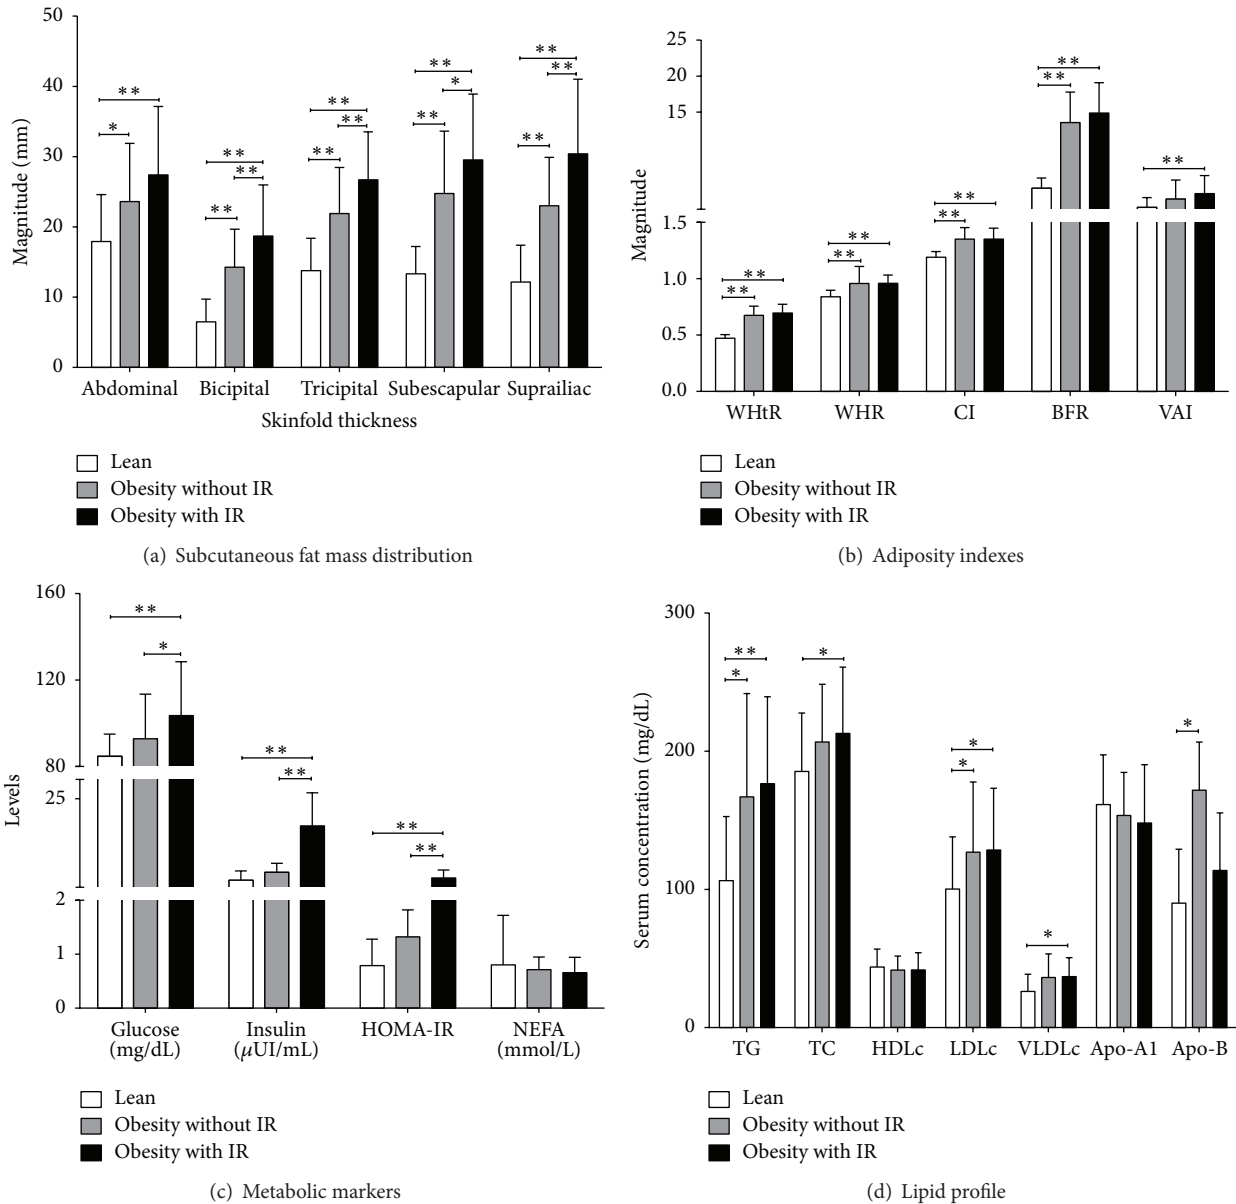 50
40
30
20
10
0
Magnitude (mm)
** * ** ** ** ** ** ** ** * ** ** ** **
Abdominal Bicipital Tricipital Subescapular Suprailiac
Skinfold thickness
Lean
Obesity without IR
Obesity with IR
(a) Subcutaneous fat mass distribution
25
25
15
1.5
1.0
0.5
0.0
Magnitude
** ** ** ** ** ** ** ** **
WHtR WHR CI BFR VAI
Lean
Obesity without IR
Obesity with IR
(b) Adiposity indexes
160
120
80
25
2
1
0
Levels
** * ** ** ** **
Glucose Insulin HOMA-IR NEFA
(mg/dL) (μUI/mL) (mmol/L)
Lean
Obesity without IR
Obesity with IR
(c) Metabolic markers
300
200
100
0
Serum concentration (mg/dL)
** * * * * * *
TG TC HDLc LDLc VLDLc Apo-A1 Apo-B
Lean
Obesity without IR
Obesity with IR
(d) Lipid profile